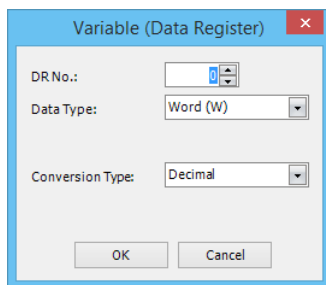 Variable (Data Register)
DR No.: 0
Data Type: Word (W)
Conversion Type: Decimal
OK Cancel